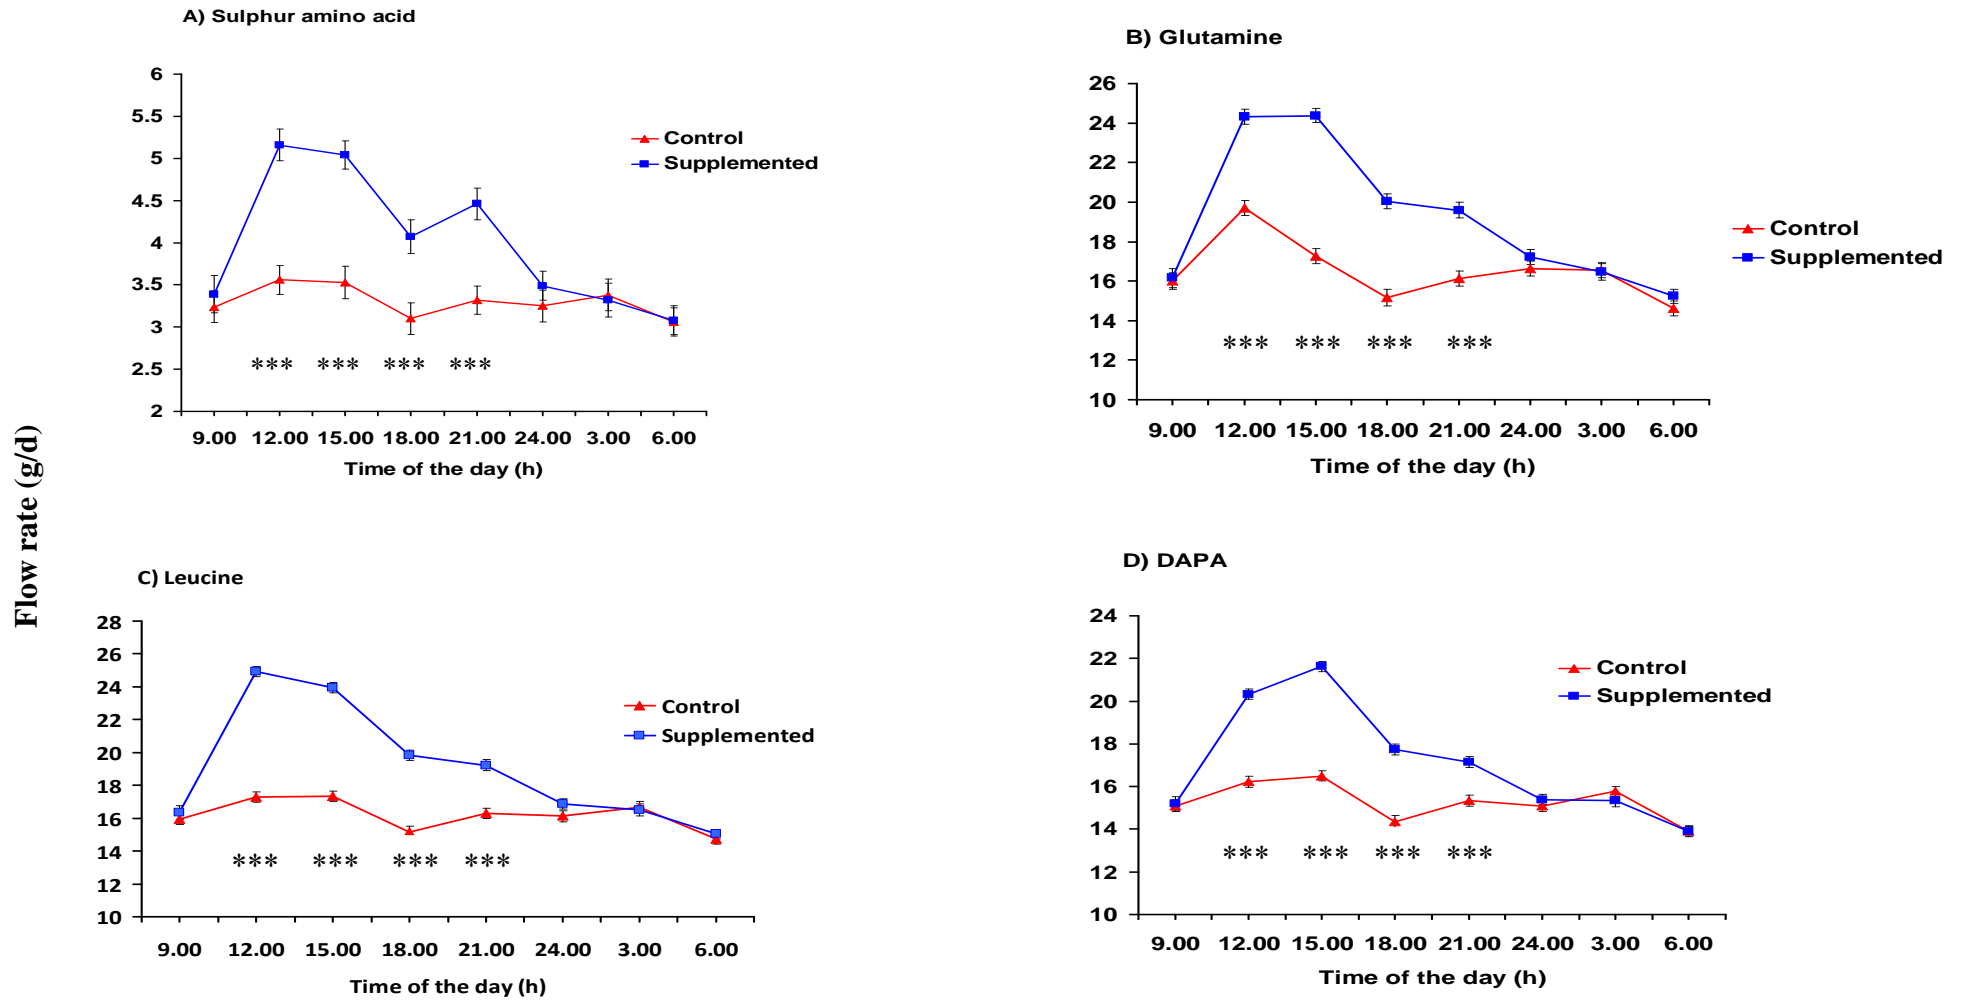 Flow rate (g/d)
A) Sulphur amino acid
6
5.5
5
4.5
4
3.5
3
2.5
2
Control
Supplemented
*** *** *** ***
9.00 12.00 15.00 18.00 21.00 24.00 3.00 6.00
Time of the day (h)
B) Glutamine
26
24
22
20
18
16
14
12
10
Control
Supplemented
*** *** *** ***
9.00 12.00 15.00 18.00 21.00 24.00 3.00 6.00
Time of the day (h)
C) Leucine
28
26
24
22
20
18
16
14
12
10
Control
Supplemented
*** *** *** ***
9.00 12.00 15.00 18.00 21.00 24.00 3.00 6.00
Time of the day (h)
D) DAPA
24
22
20
18
16
14
12
10
Control
Supplemented
*** *** *** ***
9.00 12.00 15.00 18.00 21.00 24.00 3.00 6.00
Time of the day (h)